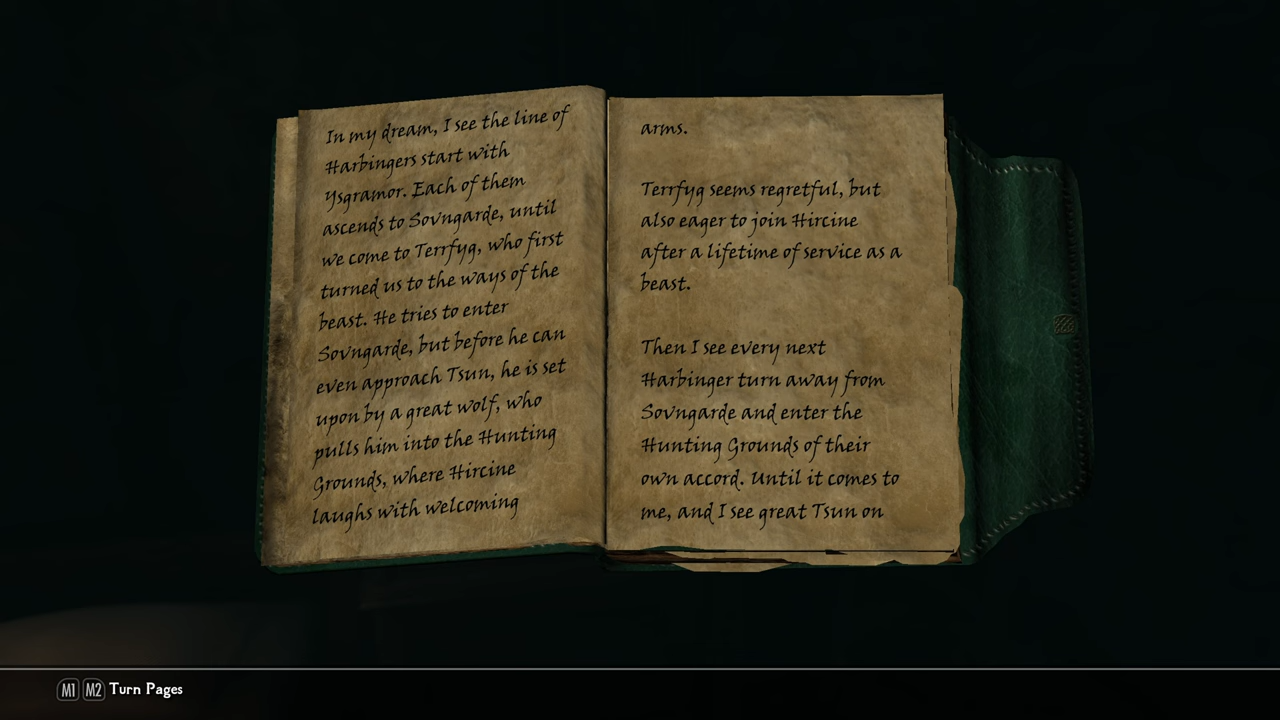 In my dream, I see the line of
Harbingers start with
Ysgramor. Each of them
ascends to Sovngarde, until
we come to Terrfyg, who first
turned us to the ways of the
beast. He tries to enter
Sovngarde, but before he can
even approach Tsun, he is set
upon by a great wolf, who
pulls him into the Hunting
Grounds, where Hircine
laughs with welcoming
arms.
Terrfyg seems regretful, but
also eager to join Hircine
after a lifetime of service as a
beast.
Then I see every next
Harbinger turn away from
Sovngarde and enter the
Hunting Grounds of their
own accord. Until it comes to
me, and I see great Tsun on
M1 M2 Turn Pages